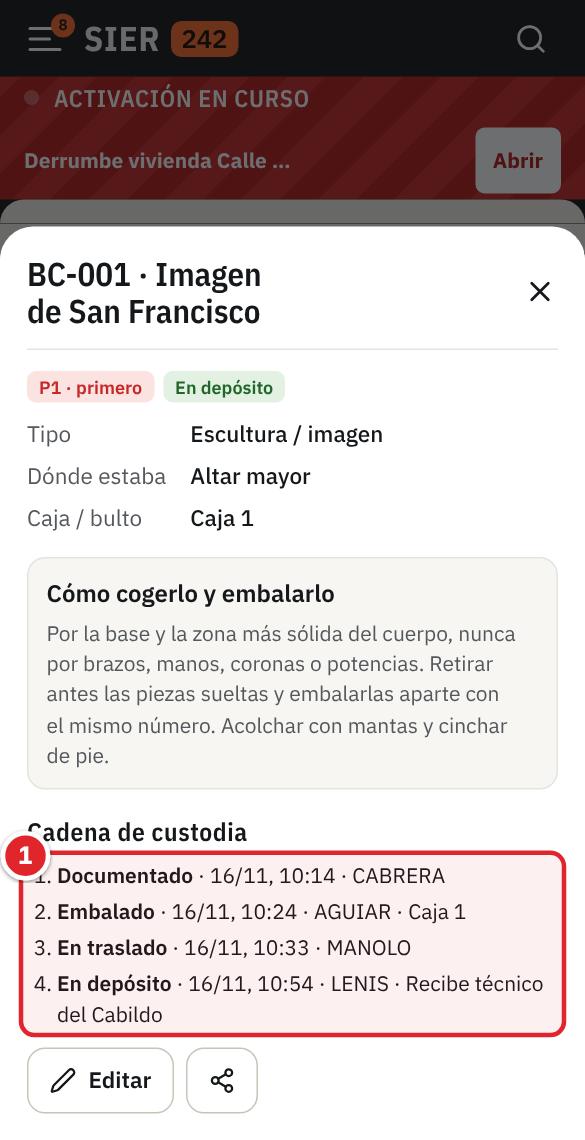 8
SIER 242
ACTIVACIÓN EN CURSO
Derrumbe vivienda Calle ...
Abrir
BC-001 · Imagen
de San Francisco
P1 · primero
En depósito
Tipo Escultura / imagen
Dónde estaba Altar mayor
Caja / bulto Caja 1
Cómo cogerlo y embalarlo
Por la base y la zona más sólida del cuerpo, nunca
por brazos, manos, coronas o potencias. Retirar
antes las piezas sueltas y embalarlas aparte con
el mismo número. Acolchar con mantas y cinchar
de pie.
Cadena de custodia
1
1. Documentado · 16/11, 10:14 · CABRERA
2. Embalado · 16/11, 10:24 · AGUIAR · Caja 1
3. En traslado · 16/11, 10:33 · MANOLO
4. En depósito · 16/11, 10:54 · LENIS · Recibe técnico
del Cabildo
Editar